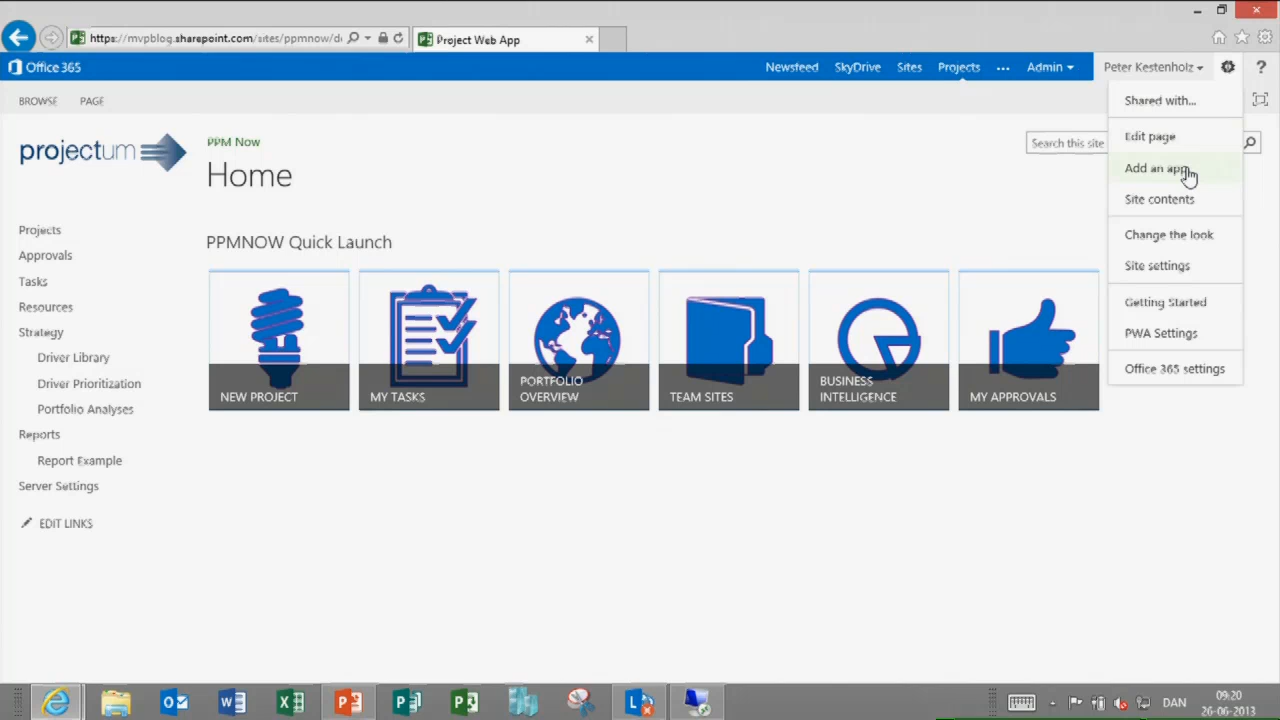 https://mvpblog.sharepoint.com/sites/ppmnow/d
Project Web App
Office 365
Newsfeed
SkyDrive
Sites
Projects
...
Admin
Peter Kestenholz
?
BROWSE
PAGE
projectum
PPM Now
Home
Search this site
Shared with...
Edit page
Add an app
Site contents
Change the look
Site settings
Getting Started
PWA Settings
Office 365 settings
Projects
Approvals
Tasks
Resources
Strategy
Driver Library
Driver Prioritization
Portfolio Analyses
Reports
Report Example
Server Settings
EDIT LINKS
PPMNOW Quick Launch
NEW PROJECT
MY TASKS
PORTFOLIO
OVERVIEW
TEAM SITES
BUSINESS
INTELLIGENCE
MY APPROVALS
DAN
09:20
26-06-2013